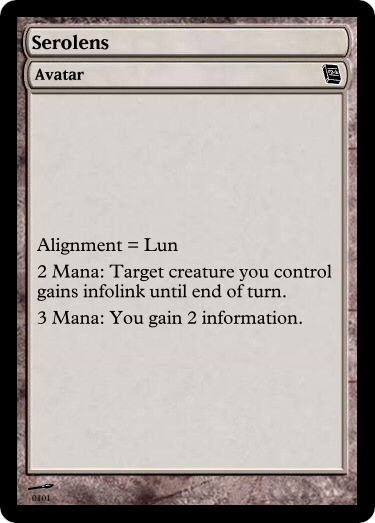 Serolens
Avatar
Alignment = Lun
2 Mana: Target creature you control
gains infolink until end of turn.
3 Mana: You gain 2 information.
0101